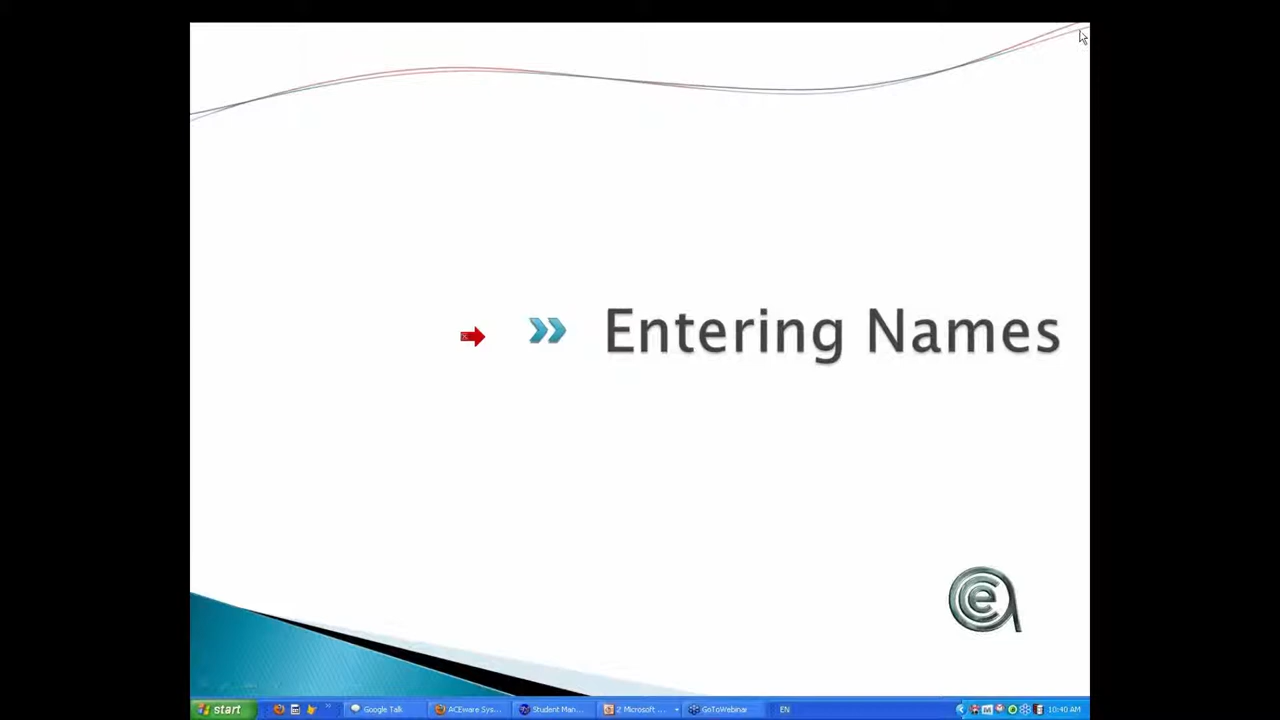 » Entering Names
e
start
Google Talk
ACEware Sys...
Student Man...
2 Microsoft ...
GoToWebinar
EN
10:40 AM